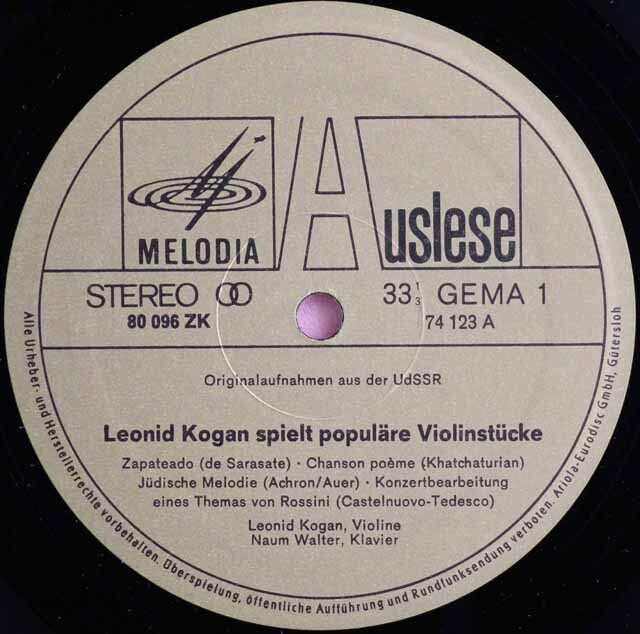 MELODIA
Auslese
STEREO
33 1/3 GEMA 1
80 096 ZK
74 123 A
Originalaufnahmen aus der UdSSR
Leonid Kogan spielt populäre Violinstücke
Zapateado (de Sarasate) · Chanson poème (Khatchaturian)
Jüdische Melodie (Achron/Auer) · Konzertbearbeitung
eines Themas von Rossini (Castelnuovo-Tedesco)
Leonid Kogan, Violine
Naum Walter, Klavier
Alle Urheber- und Herstellerrechte vorbehalten. Überspielung, öffentliche Aufführung und Rundfunksendung verboten. Ariola-Eurodisc GmbH, Gütersloh